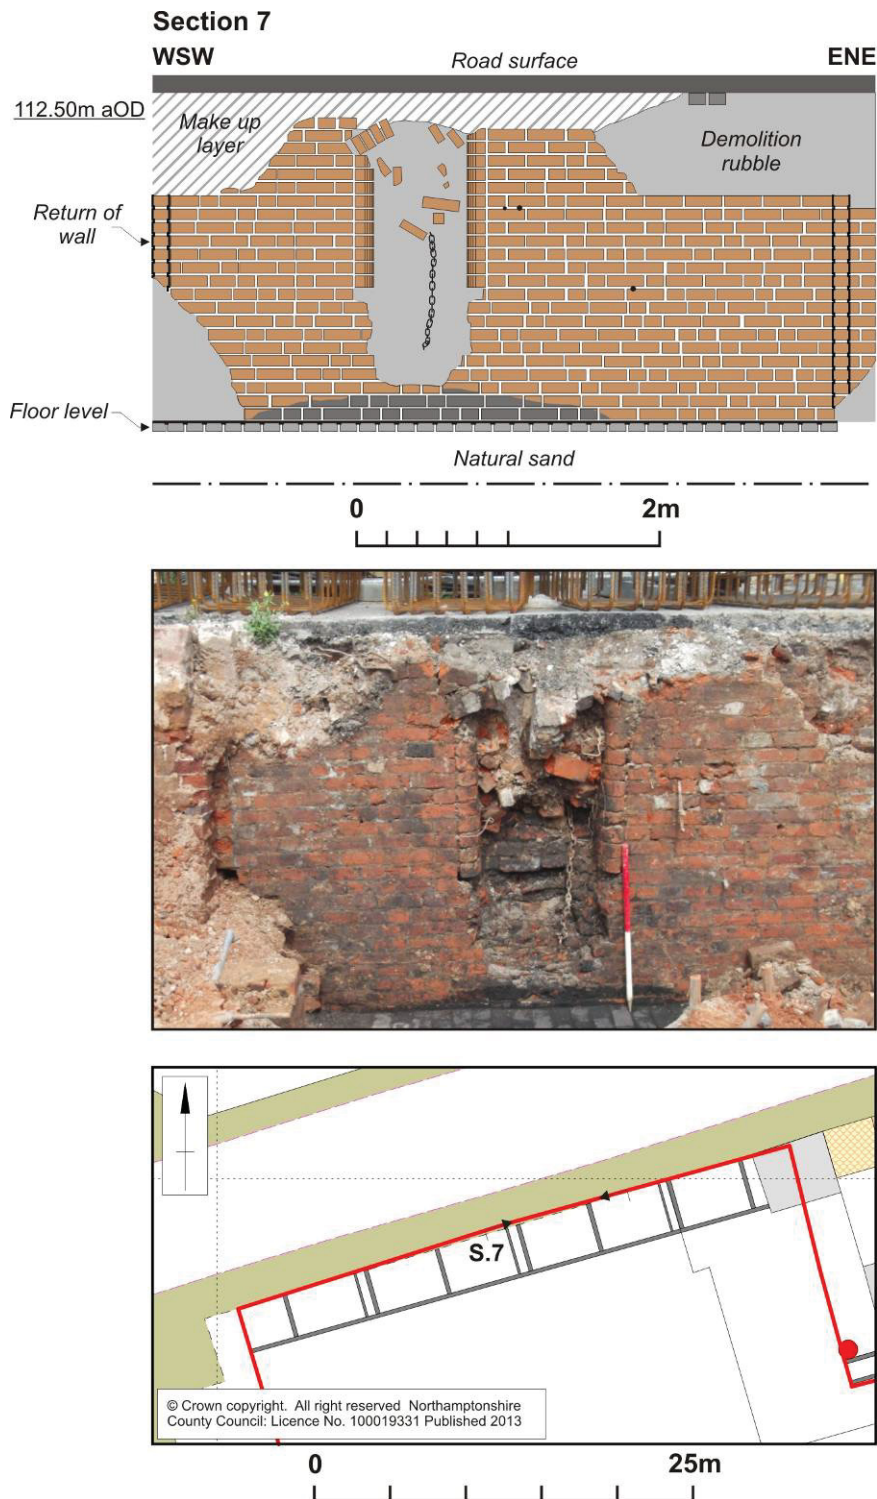 Section 7
WSW
Road surface
ENE
112.50m aOD
Make up
layer
Demolition
rubble
Return of
wall
Floor level
Natural sand
0
2m
S.7
© Crown copyright. All right reserved Northamptonshire
County Council: Licence No. 100019331 Published 2013
0
25m